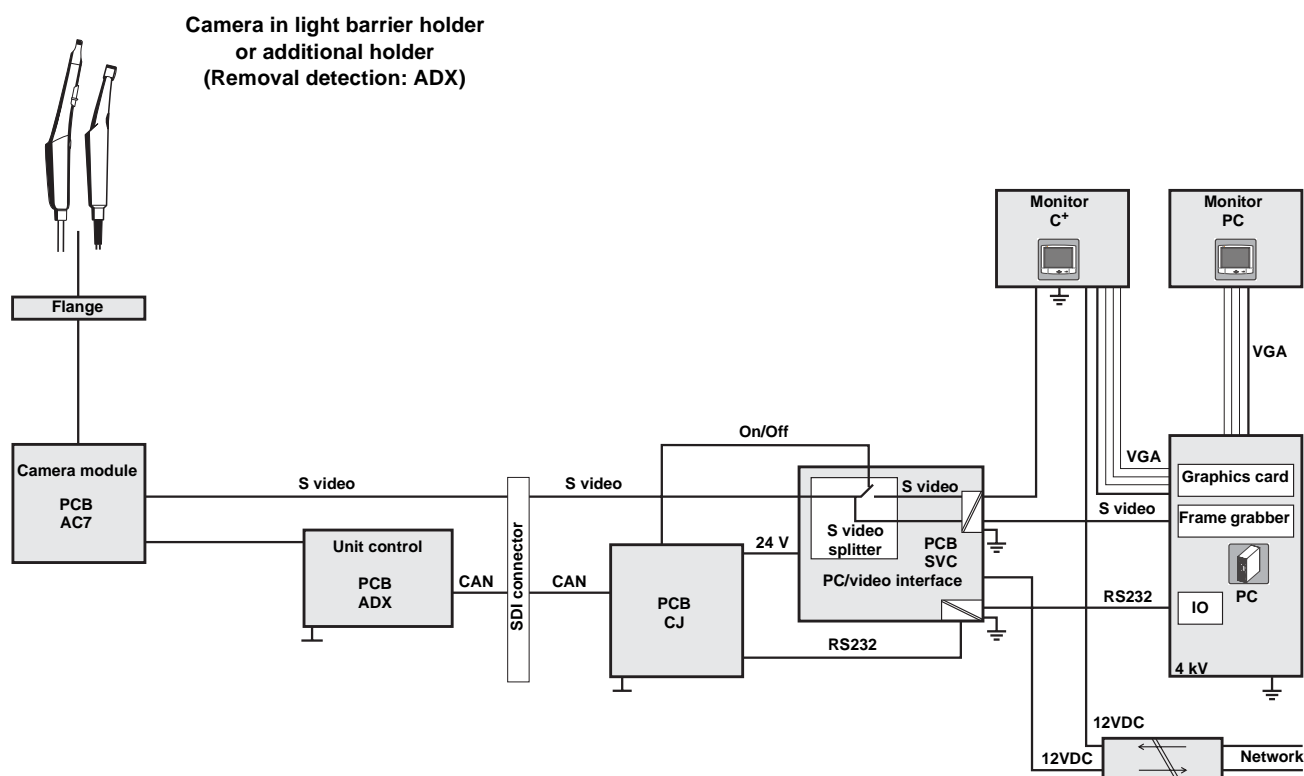 Camera in light barrier holder
or additional holder
(Removal detection: ADX)
Monitor
C+
Monitor
PC
Flange
VGA
On/Off
VGA
Camera module
PCB
AC7
S video
S video
S video
S video
splitter
PCB
SVC
PC/video interface
Graphics card
S video
Frame grabber
PC
IO
4 kV
Unit control
PCB
ADX
CAN
SDI connector
CAN
PCB
CJ
24 V
RS232
RS232
12VDC
12VDC
Network